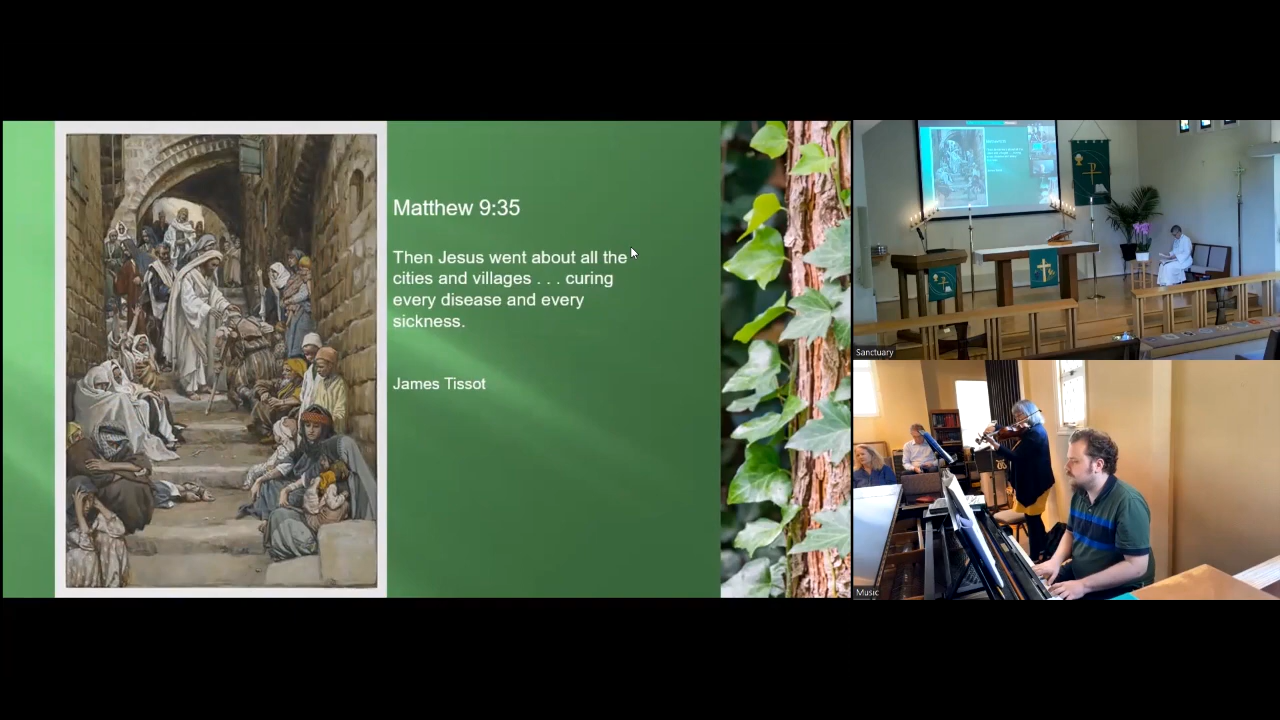 Matthew 9:35
Then Jesus went about all the
cities and villages . . . curing
every disease and every
sickness.
James Tissot
Sanctuary
Music